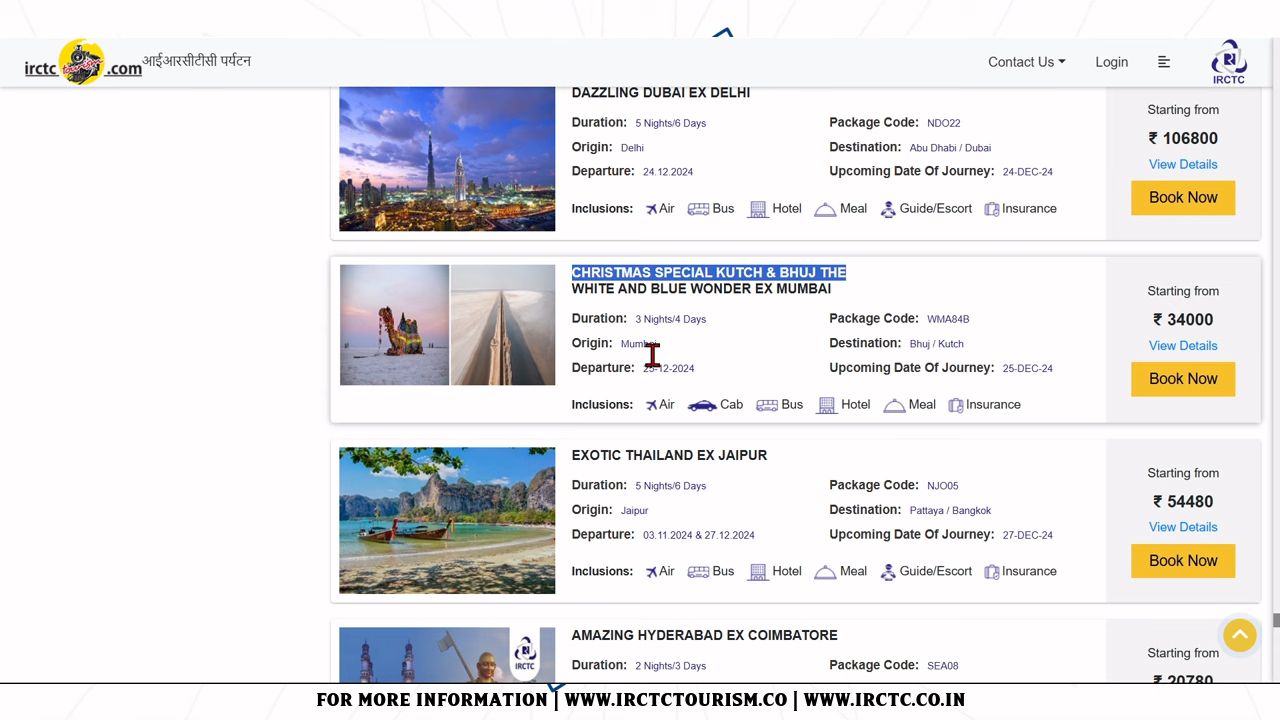 irctc .com आईआरसीटीसी पर्यटन
Contact Us Login
IRCTC
DAZZLING DUBAI EX DELHI
Duration: 5 Nights/6 Days Package Code: NDO22
Origin: Delhi Destination: Abu Dhabi / Dubai
Departure: 24.12.2024 Upcoming Date Of Journey: 24-DEC-24
Inclusions: Air Bus Hotel Meal Guide/Escort Insurance
Starting from
₹ 106800
View Details
Book Now
CHRISTMAS SPECIAL KUTCH & BHUJ THE
WHITE AND BLUE WONDER EX MUMBAI
Duration: 3 Nights/4 Days Package Code: WMA84B
Origin: Mumbai Destination: Bhuj / Kutch
Departure: 25-12-2024 Upcoming Date Of Journey: 25-DEC-24
Inclusions: Air Cab Bus Hotel Meal Insurance
Starting from
₹ 34000
View Details
Book Now
EXOTIC THAILAND EX JAIPUR
Duration: 5 Nights/6 Days Package Code: NJO05
Origin: Jaipur Destination: Pattaya / Bangkok
Departure: 03.11.2024 & 27.12.2024 Upcoming Date Of Journey: 27-DEC-24
Inclusions: Air Bus Hotel Meal Guide/Escort Insurance
Starting from
₹ 54480
View Details
Book Now
IRCTC
AMAZING HYDERABAD EX COIMBATORE
Duration: 2 Nights/3 Days Package Code: SEA08
Starting from
₹ 20780
FOR MORE INFORMATION | WWW.IRCTCTOURISM.CO | WWW.IRCTC.CO.IN